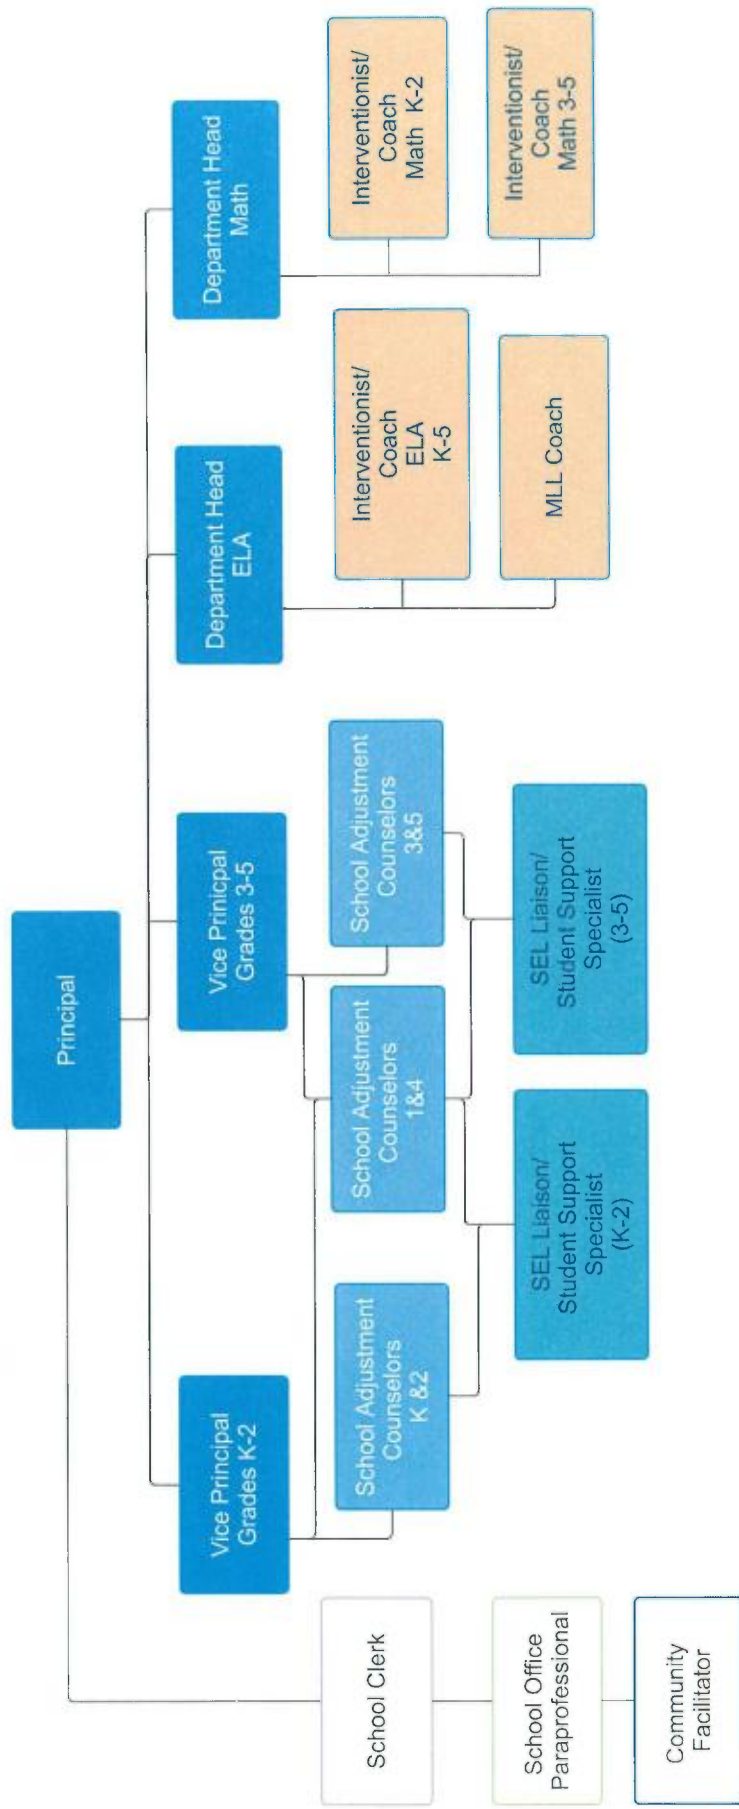 Principal
Vice Principal
Grades K-2
Vice Prinicpal
Grades 3-5
Department Head
ELA
Department Head
Math
School Clerk
School Adjustment
Counselors
K &2
School Adjustment
Counselors
1&4
School Adjustment
Counselors
3&5
Interventionist/
Coach
ELA
K-5
Interventionist/
Coach
Math K-2
School Office
Paraprofessional
SEL Liaison/
Student Support
Specialist
(K-2)
SEL Liaison/
Student Support
Specialist
(3-5)
MLL Coach
Interventionist/
Coach
Math 3-5
Community
Facilitator